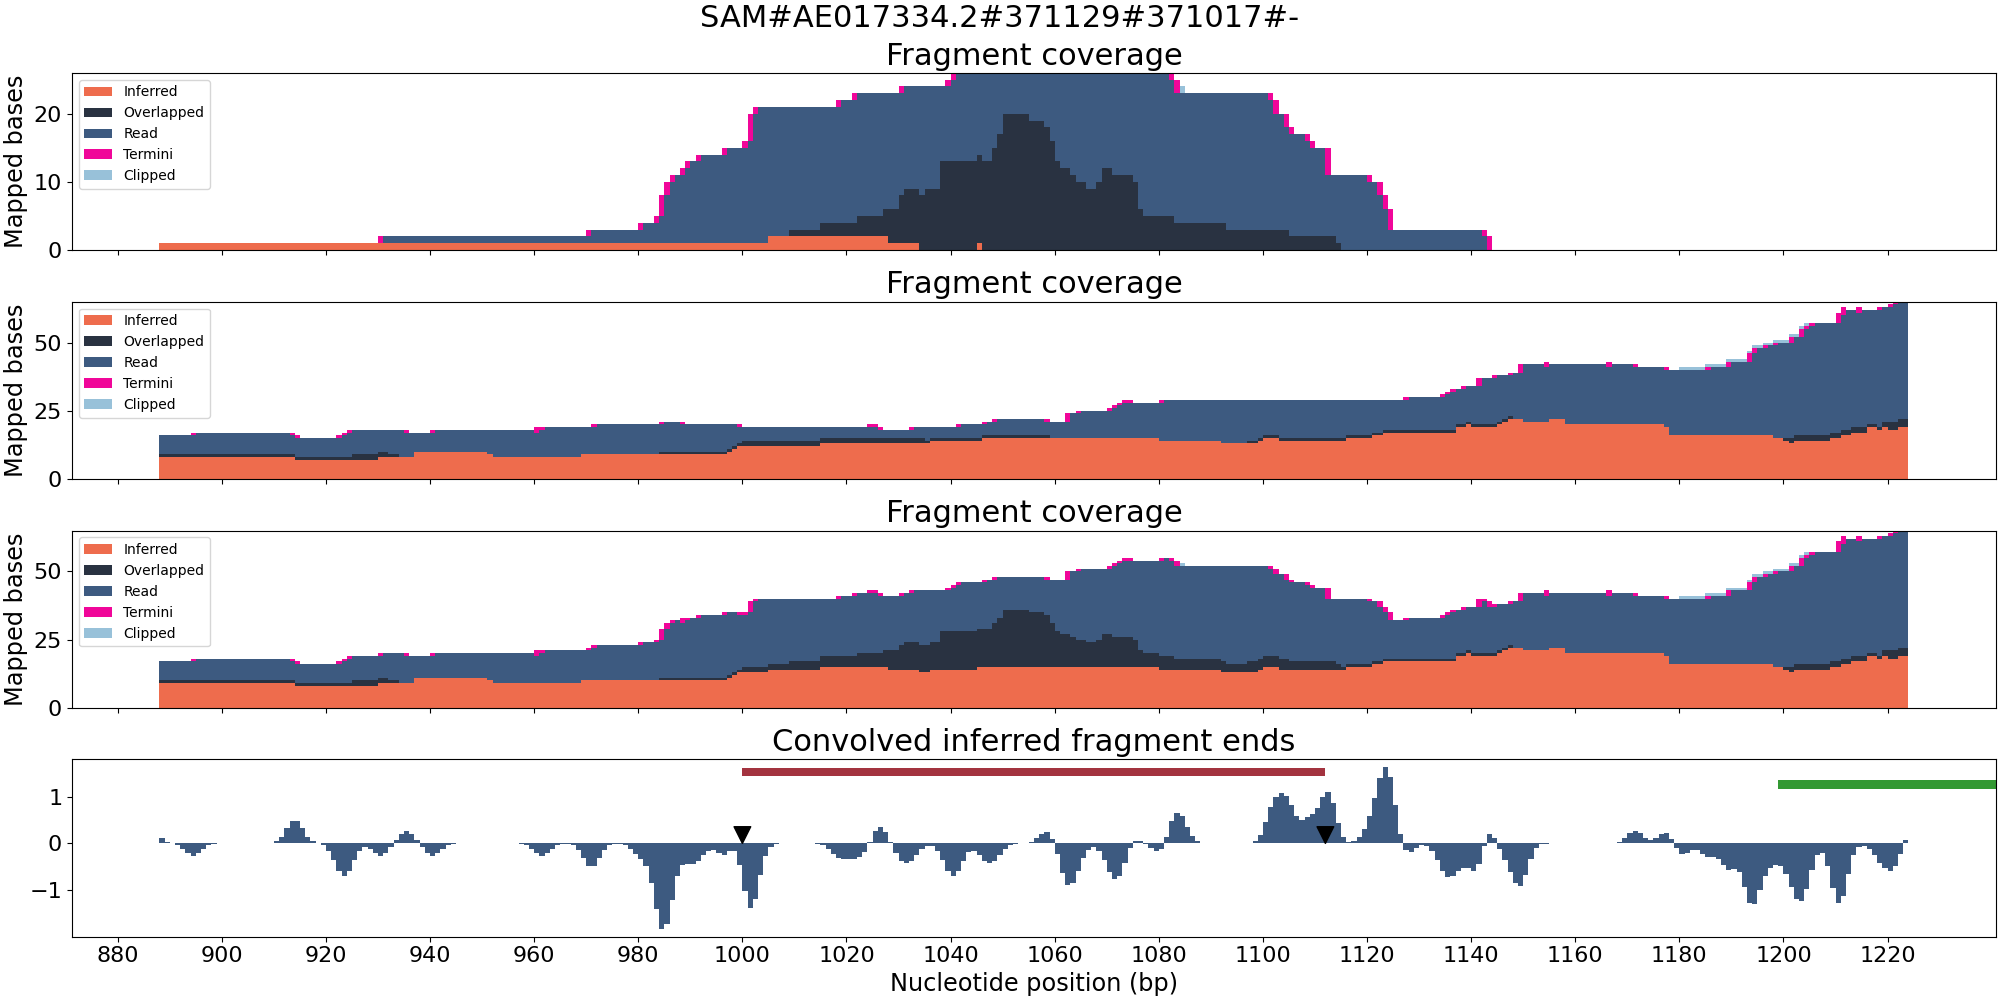 SAM#AE017334.2#371129#371017#-
Fragment coverage
Mapped bases
20
10
0
Inferred
Overlapped
Read
Termini
Clipped
Fragment coverage
Mapped bases
50
25
0
Inferred
Overlapped
Read
Termini
Clipped
Fragment coverage
Mapped bases
50
25
0
Inferred
Overlapped
Read
Termini
Clipped
Convolved inferred fragment ends
1
0
−1
880 900 920 940 960 980 1000 1020 1040 1060 1080 1100 1120 1140 1160 1180 1200 1220
Nucleotide position (bp)